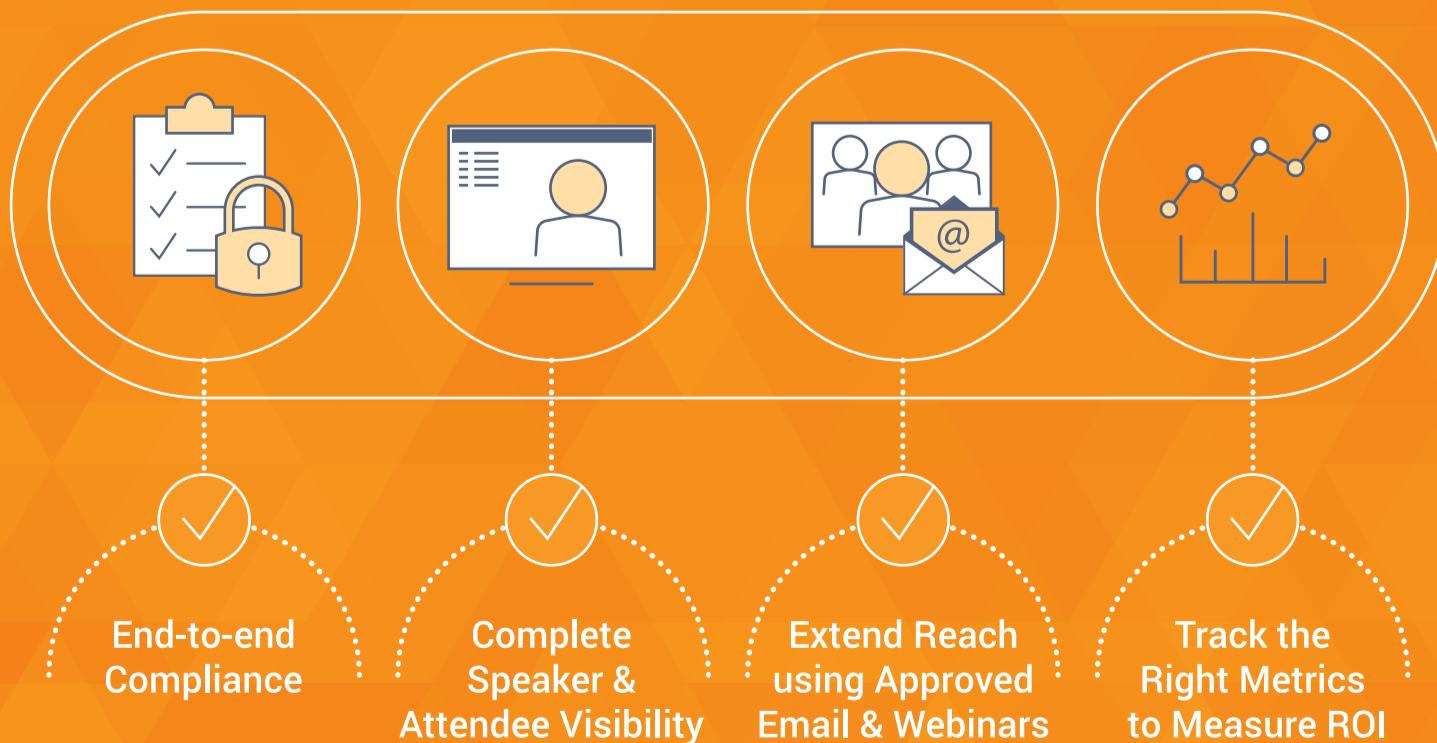 @
End-to-end
Compliance
Complete
Speaker &
Attendee Visibility
Extend Reach
using Approved
Email & Webinars
Track the
Right Metrics
to Measure ROI